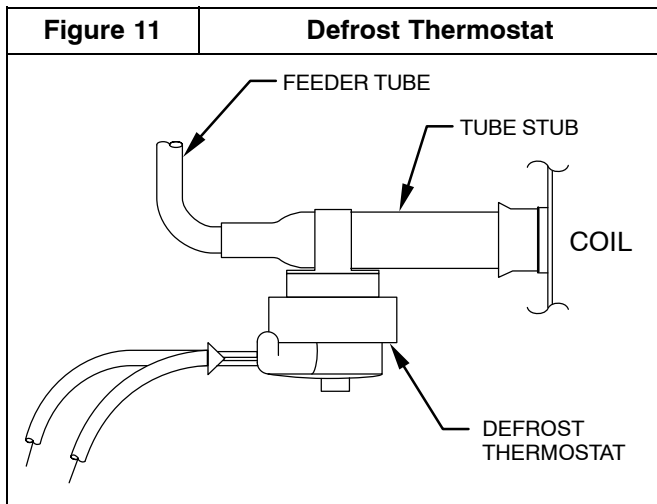 Figure 11 Defrost Thermostat
FEEDER TUBE
TUBE STUB
COIL
DEFROST
THERMOSTAT